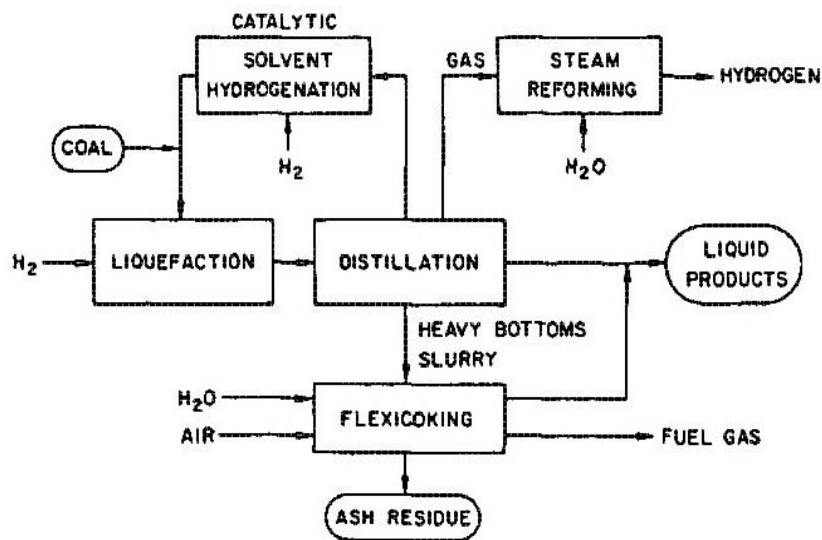 CATALYTIC
SOLVENT
HYDROGENATION
GAS
STEAM
REFORMING
HYDROGEN
COAL
H₂
H₂O
H₂
LIQUEFACTION
DISTILLATION
LIQUID
PRODUCTS
HEAVY BOTTOMS
SLURRY
H₂O
AIR
FLEXICOKING
FUEL GAS
ASH RESIDUE